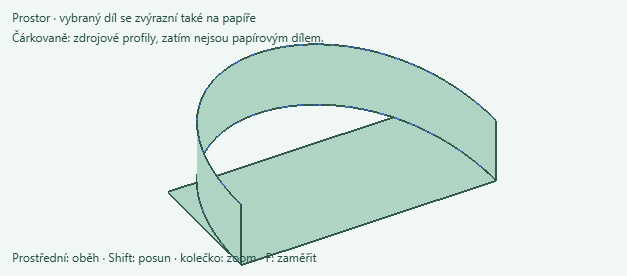 Prostor · vybraný díl se zvýrazní také na papíře
Čárkovaně: zdrojové profily, zatím nejsou papírovým dílem.
Prostřední: oběh · Shift: posun · kolečko: zoom · F: zaměřit